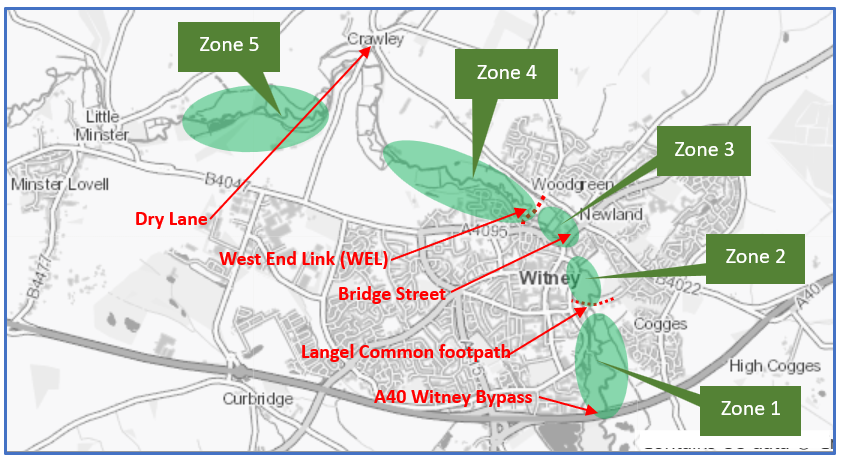 Zone 5
Crawley
Zone 4
Little
Minster
Zone 3
Minster Lovell
B4047
Woodgreen
Dry Lane
Newland
A4095
West End Link (WEL)
Zone 2
B4477
Bridge Street
Witney
B4022
A40
Langel Common footpath
Cogges
High Cogges
A40 Witney Bypass
Curbridge
Zone 1